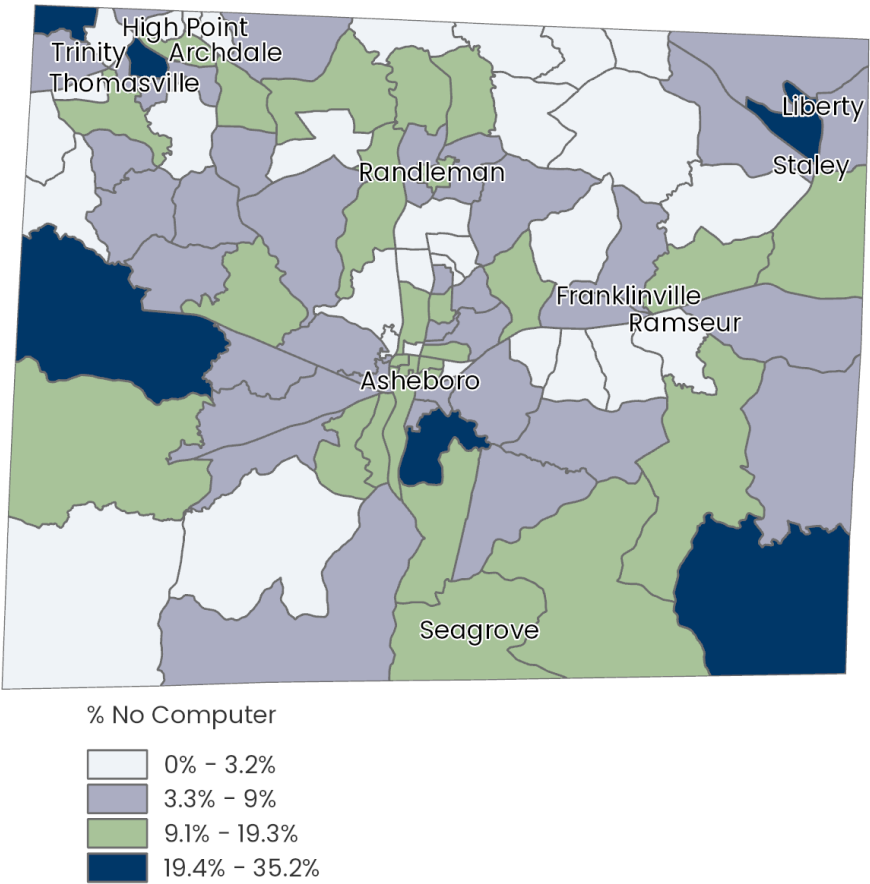 High Point
Trinity
Archdale
Thomasville
Liberty
Staley
Randleman
Franklinville
Ramseur
Asheboro
Seagrove
% No Computer
0% - 3.2%
3.3% - 9%
9.1% - 19.3%
19.4% - 35.2%